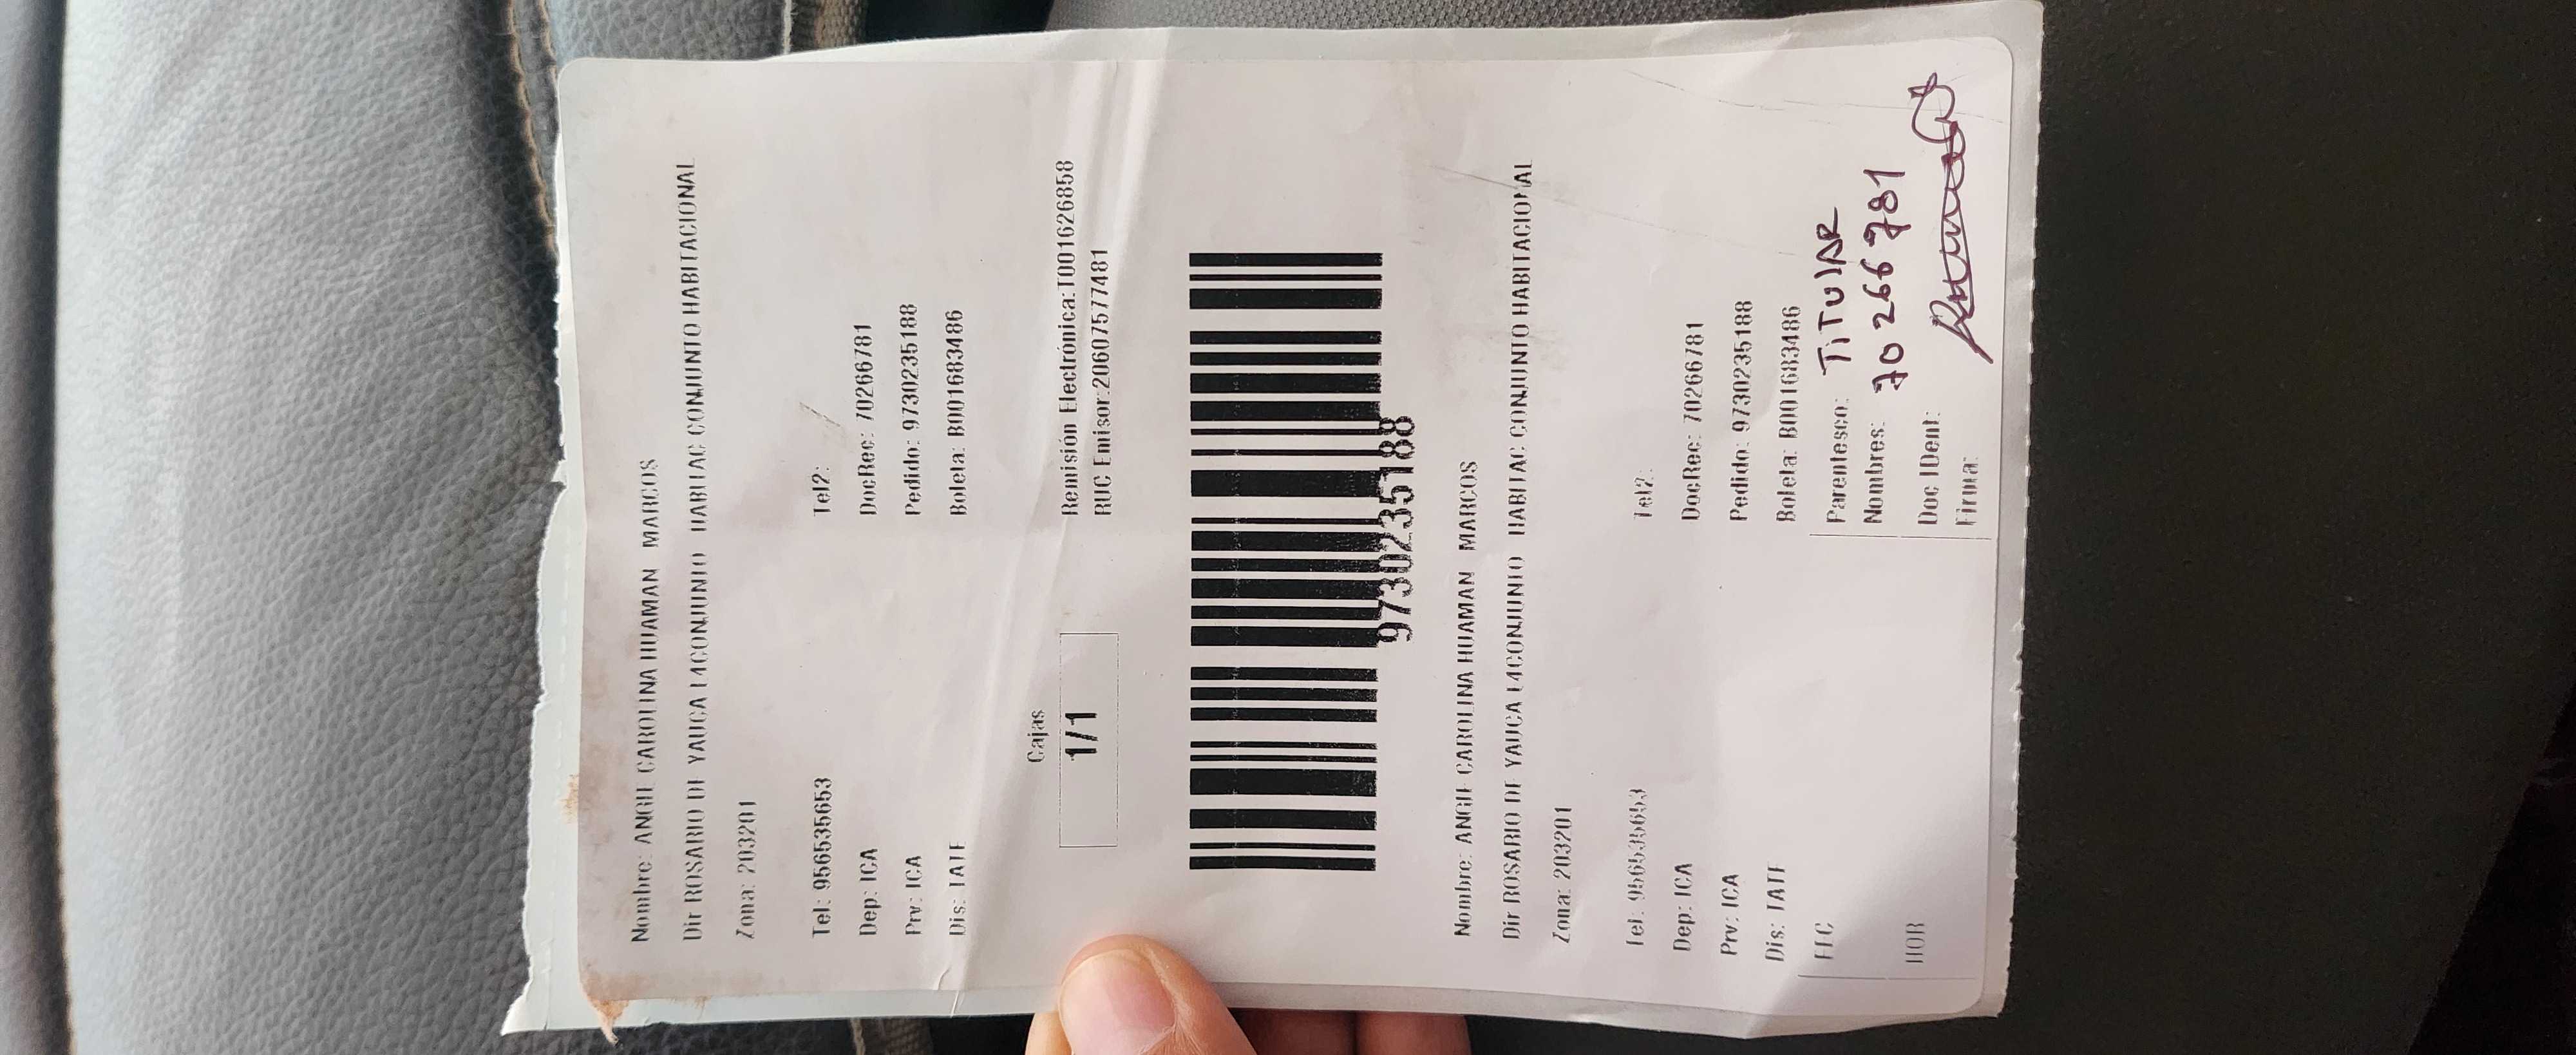 Nombre: ANGIE CAROLINA HUAMAN MARCOS
Dir ROSARIO DE YAUCA L4CONJUNTO HABITAC CONJUNTO HABITACIONAL
Zona: 203201
Tel: 956535653 Tel2:
Dep: ICA DocRec: 70266781
Prv: ICA Pedido: 9730235188
Dis: TATE Boleta: B001683486
Cajas
1/1
Remisión Electrónica:T001626858
RUC Emisor:20607577481
9730235188
Nombre: ANGIE CAROLINA HUAMAN MARCOS
Dir ROSARIO DE YAUCA L4CONJUNTO HABITAC CONJUNTO HABITACIONAL
Zona: 203201
Tel: 956535653 Tel2:
Dep: ICA DocRec: 70266781
Prv: ICA Pedido: 9730235188
Dis: TATE Boleta: B001683486
FEC Parentesco: TITULAR
Nombres: 70266781
HOR Doc IDent:
Firma: